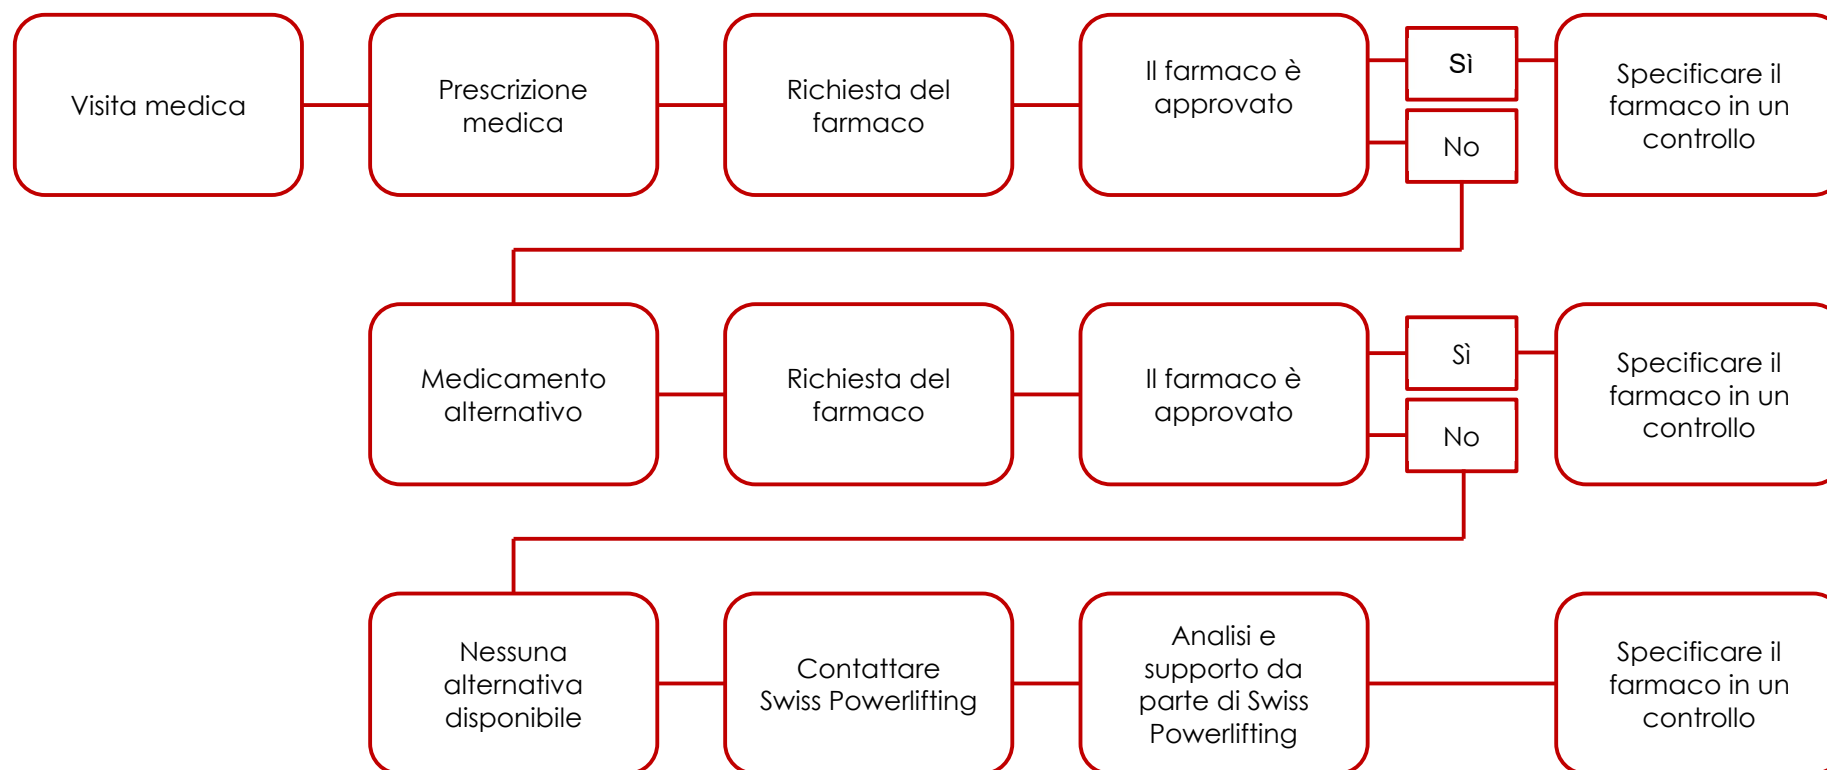 Visita medica
Prescrizione
medica
Richiesta del
farmaco
Il farmaco è
approvato
Sì
No
Specificare il
farmaco in un
controllo
Medicamento
alternativo
Richiesta del
farmaco
Il farmaco è
approvato
Sì
No
Specificare il
farmaco in un
controllo
Nessuna
alternativa
disponibile
Contattare
Swiss Powerlifting
Analisi e
supporto da
parte di Swiss
Powerlifting
Specificare il
farmaco in un
controllo